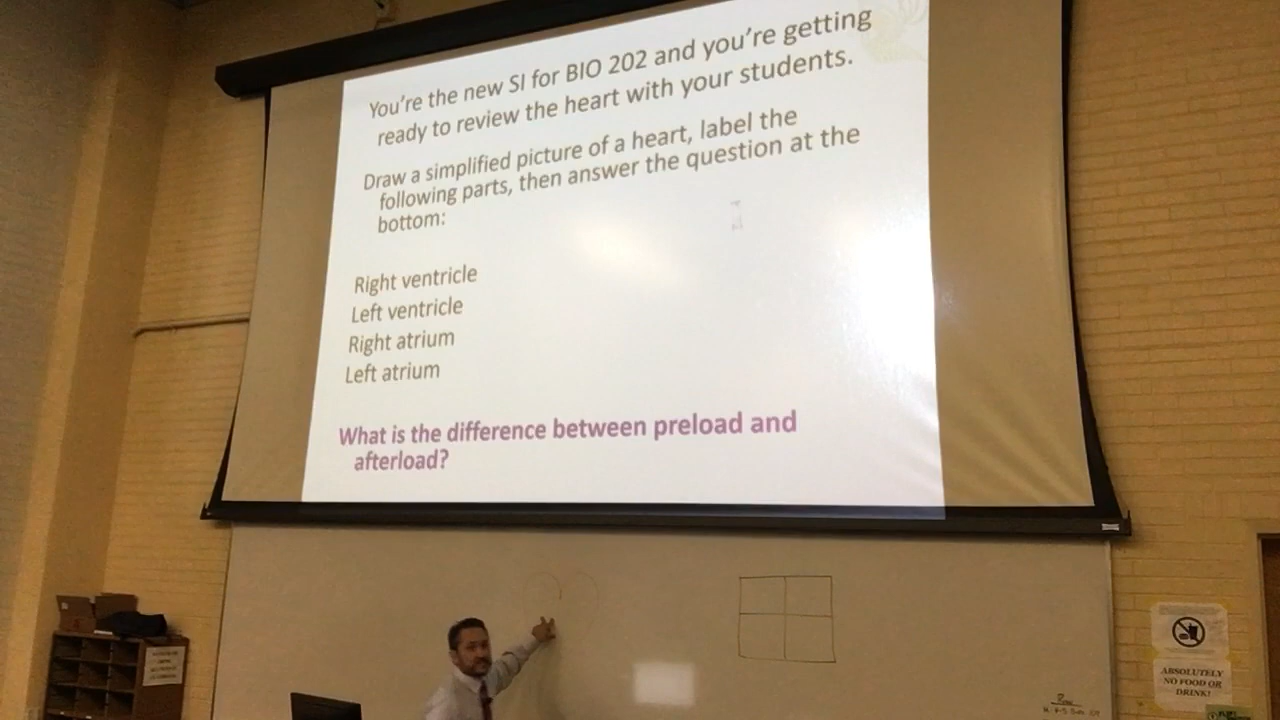 You're the new SI for BIO 202 and you're getting
ready to review the heart with your students.
Draw a simplified picture of a heart, label the
following parts, then answer the question at the
bottom:
Right ventricle
Left ventricle
Right atrium
Left atrium
What is the difference between preload and
afterload?
ABSOLUTELY
NO FOOD OR
DRINK!